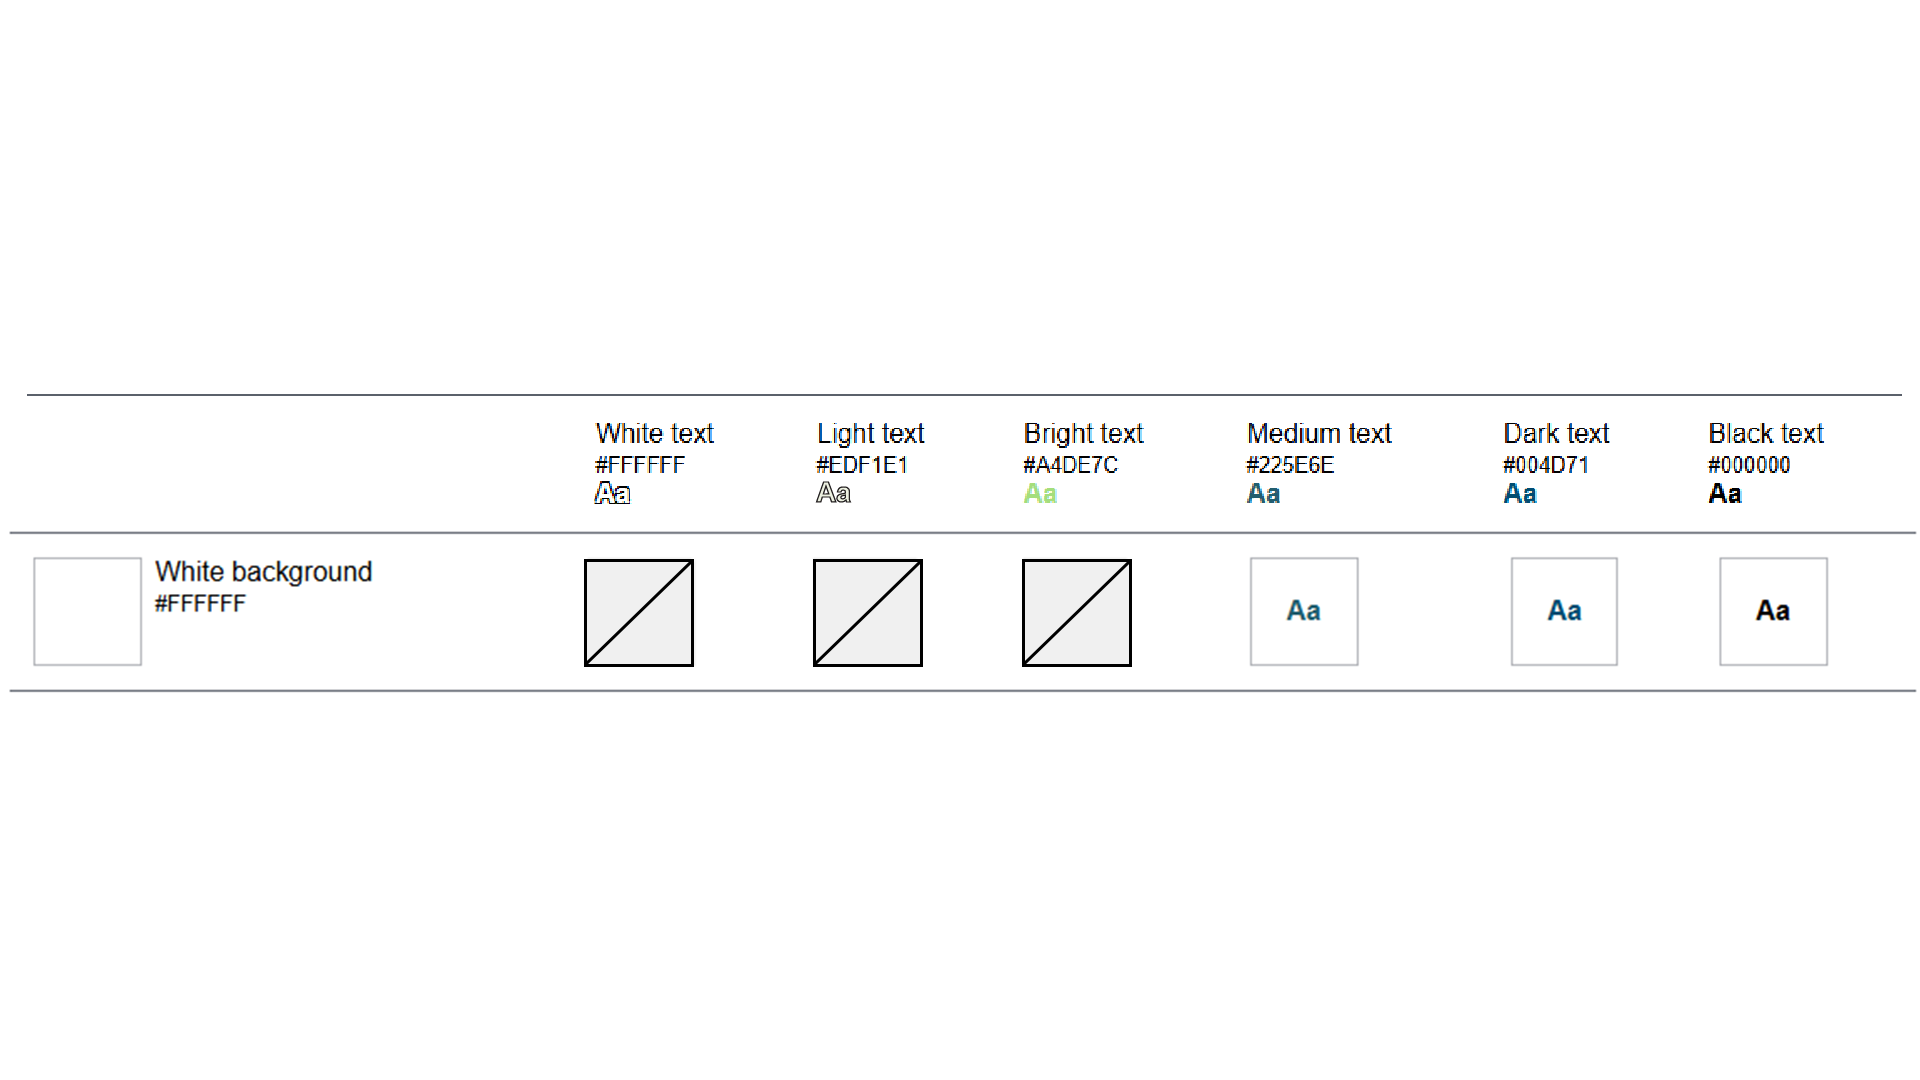 White text
#FFFFFF
Aa
Light text
#EDF1E1
Aa
Bright text
#A4DE7C
Aa
Medium text
#225E6E
Aa
Dark text
#004D71
Aa
Black text
#000000
Aa
White background
#FFFFFF
Aa
Aa
Aa